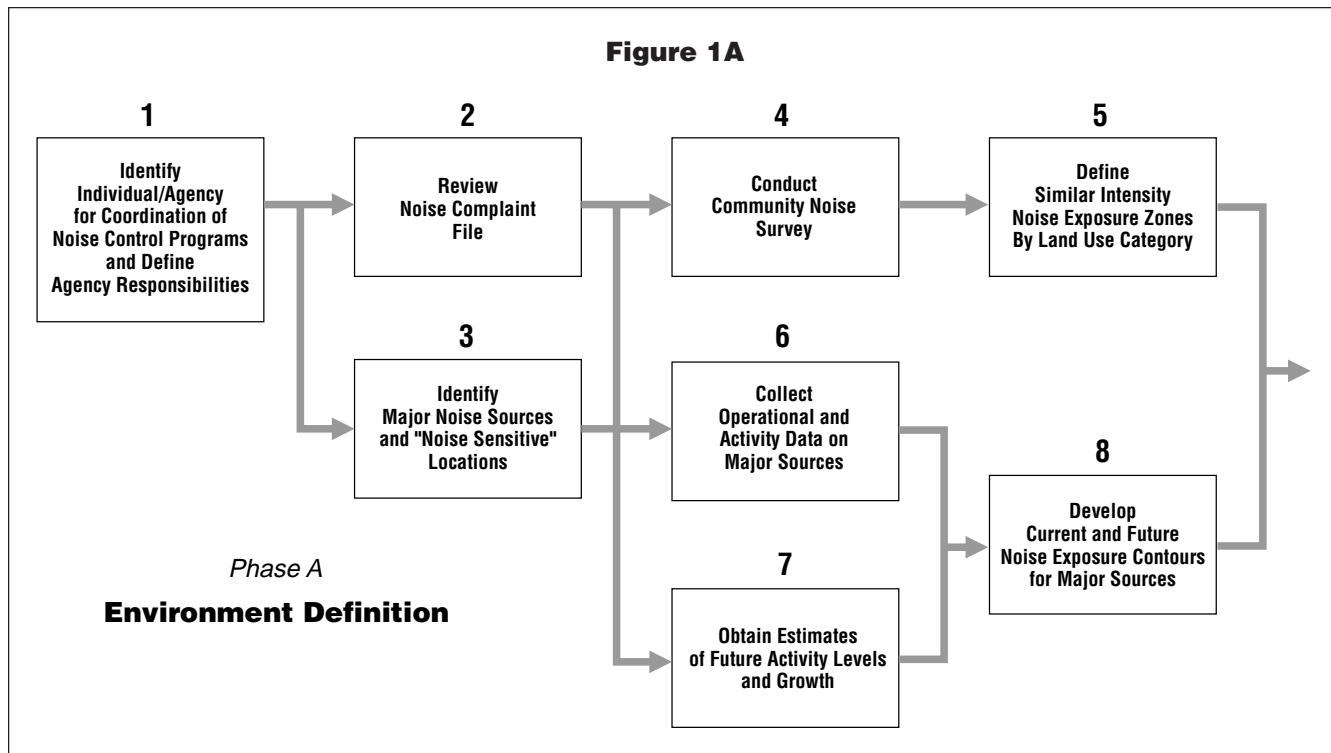 Figure 1A
1
Identify
Individual/Agency
for Coordination of
Noise Control Programs
and Define
Agency Responsibilities
2
Review
Noise Complaint
File
3
Identify
Major Noise Sources
and "Noise Sensitive"
Locations
4
Conduct
Community Noise
Survey
5
Define
Similar Intensity
Noise Exposure Zones
By Land Use Category
6
Collect
Operational and
Activity Data on
Major Sources
7
Obtain Estimates
of Future Activity Levels
and Growth
8
Develop
Current and Future
Noise Exposure Contours
for Major Sources
Phase A
Environment Definition